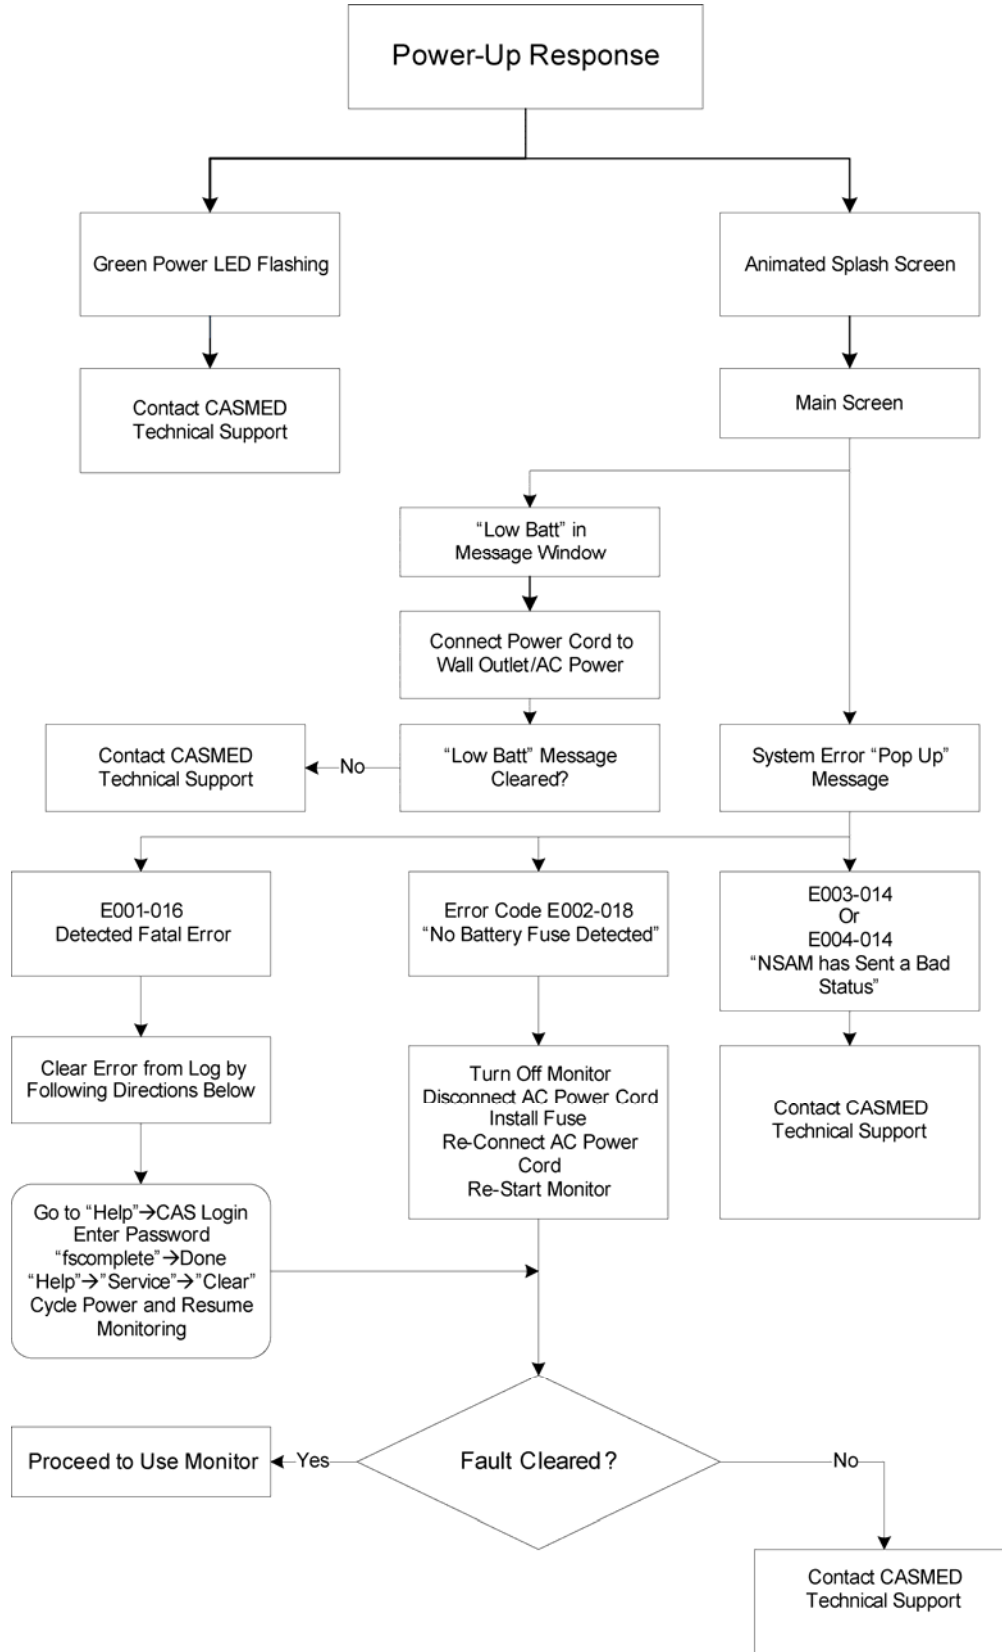 Power-Up Response
Green Power LED Flashing
Animated Splash Screen
Contact CASMED
Technical Support
Main Screen
“Low Batt” in
Message Window
Connect Power Cord to
Wall Outlet/AC Power
Contact CASMED
Technical Support
No
“Low Batt” Message
Cleared?
System Error “Pop Up”
Message
E001-016
Detected Fatal Error
Error Code E002-018
“No Battery Fuse Detected”
E003-014
Or
E004-014
“NSAM has Sent a Bad
Status”
Clear Error from Log by
Following Directions Below
Turn Off Monitor
Disconnect AC Power Cord
Install Fuse
Re-Connect AC Power
Cord
Re-Start Monitor
Contact CASMED
Technical Support
Go to “Help”→CAS Login
Enter Password
“fscomplete”→Done
“Help”→”Service”→”Clear”
Cycle Power and Resume
Monitoring
Proceed to Use Monitor
Yes
Fault Cleared?
No
Contact CASMED
Technical Support